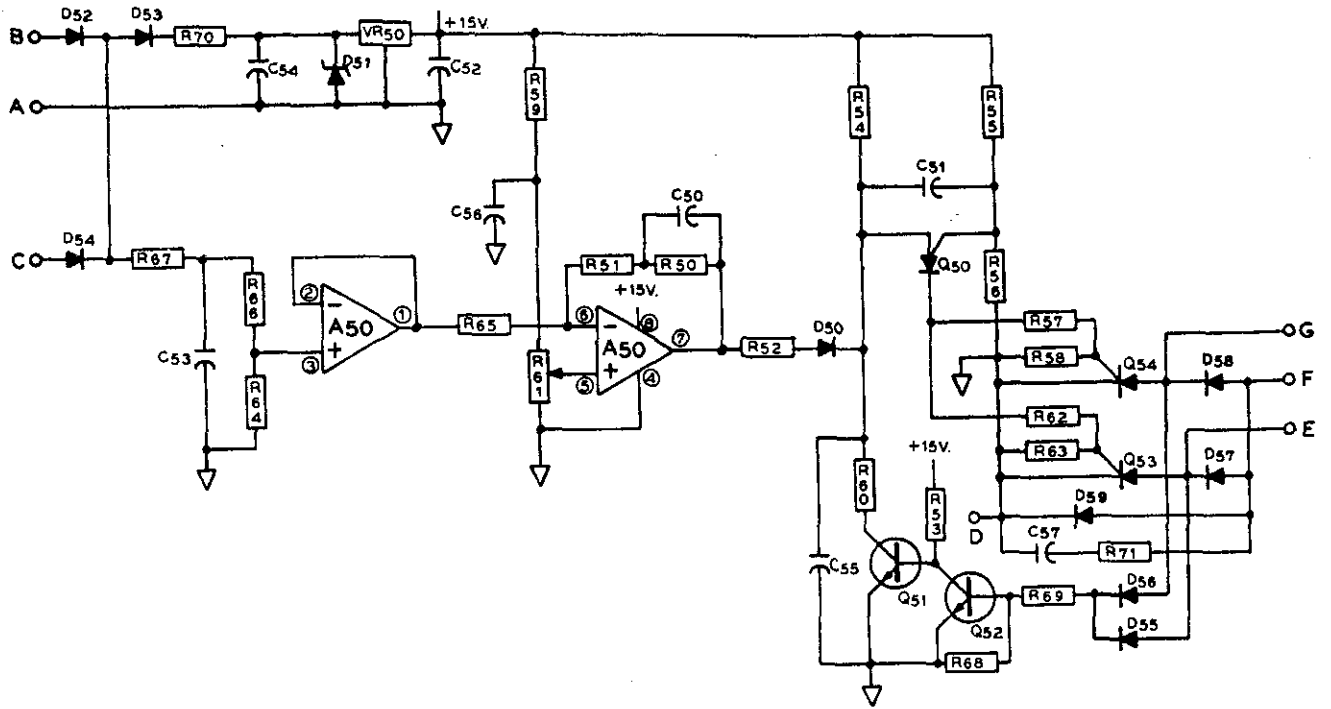 B D52 D53 R70 VR50 +15V.
C54 D51 C52 R59 R54 R55
A
C51
C56 C50
C D54 R67 R51 R50 Q50 R56
R66 ② ① +15V.
A50 R65 ⑥ ⑧ ⑦ R52 D50 R57 G
C53 ③ A50 R58 Q54 D58 F
R64 R61 ⑤ ④
R62 E
+15V. R63 Q53 D57
R60 R53 D59
D C57 R71
C55 Q51 D56
Q52 R69 D55
R68